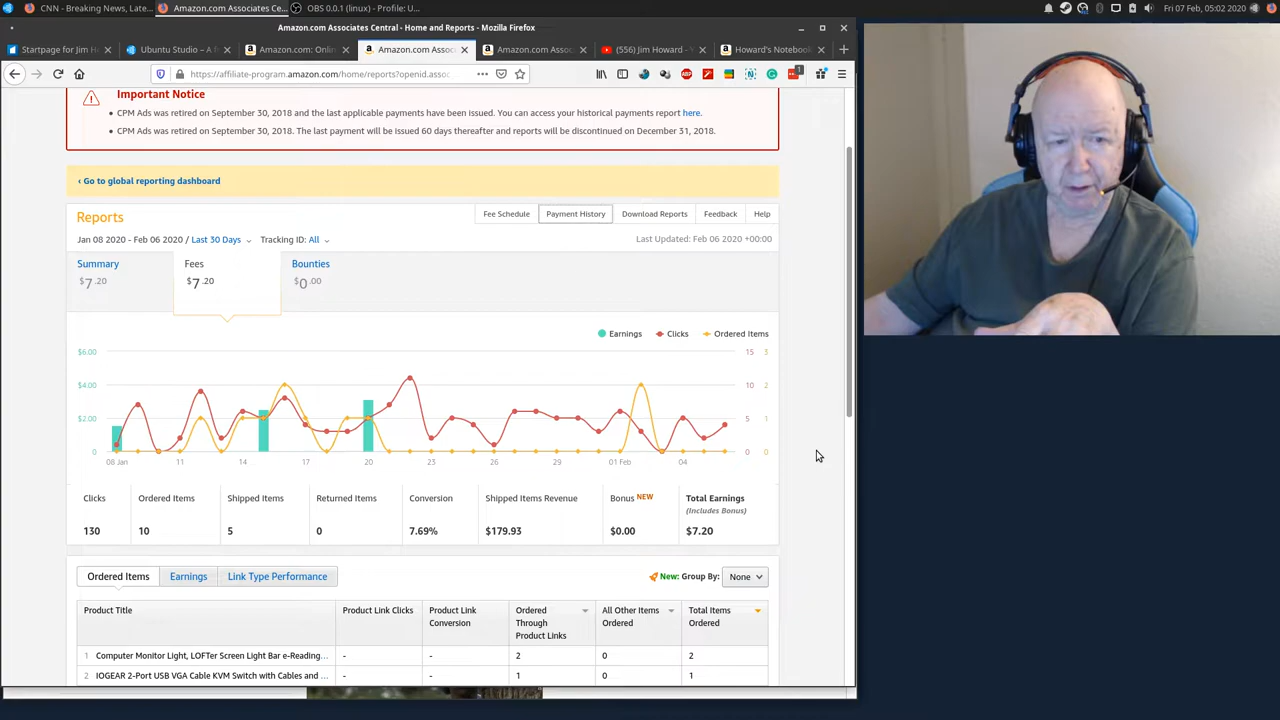 CNN - Breaking News, Late...
Amazon.com Associates Ce...
OBS 0.0.1 (linux) - Profile: U...
Fri 07 Feb, 05:02 2020
Amazon.com Associates Central - Home and Reports - Mozilla Firefox
Startpage for Jim H
Ubuntu Studio – A F
Amazon.com: Onli
Amazon.com Assoc
Amazon.com Assoc
(556) Jim Howard - Y
Howard's Notebook
https://affiliate-program.amazon.com/home/reports?openid.assoc
ABP
1
Important Notice
• CPM Ads was retired on September 30, 2018 and the last applicable payments have been issued. You can access your historical payments report here.
• CPM Ads was retired on September 30, 2018. The last payment will be issued 60 days thereafter and reports will be discontinued on December 31, 2018.
‹ Go to global reporting dashboard
Reports
Fee Schedule Payment History Download Reports Feedback Help
Jan 08 2020 - Feb 06 2020 / Last 30 Days Tracking ID: All Last Updated: Feb 06 2020 +00:00
Summary Fees Bounties
$7.20 $7.20 $0.00
Earnings Clicks Ordered Items
$6.00 15 3
$4.00 10 2
$2.00 5 1
0 0 0
08 Jan 11 14 17 20 23 26 29 01 Feb 04
Clicks Ordered Items Shipped Items Returned Items Conversion Shipped Items Revenue Bonus NEW Total Earnings
(Includes Bonus)
130 10 5 0 7.69% $179.93 $0.00 $7.20
Ordered Items Earnings Link Type Performance New: Group By: None
Product Title Product Link Clicks Product Link Conversion Ordered Through Product Links All Other Items Ordered Total Items Ordered
1 Computer Monitor Light, LOFTer Screen Light Bar e-Reading... - - 2 0 2
2 IOGEAR 2-Port USB VGA Cable KVM Switch with Cables and ... - - 1 0 1